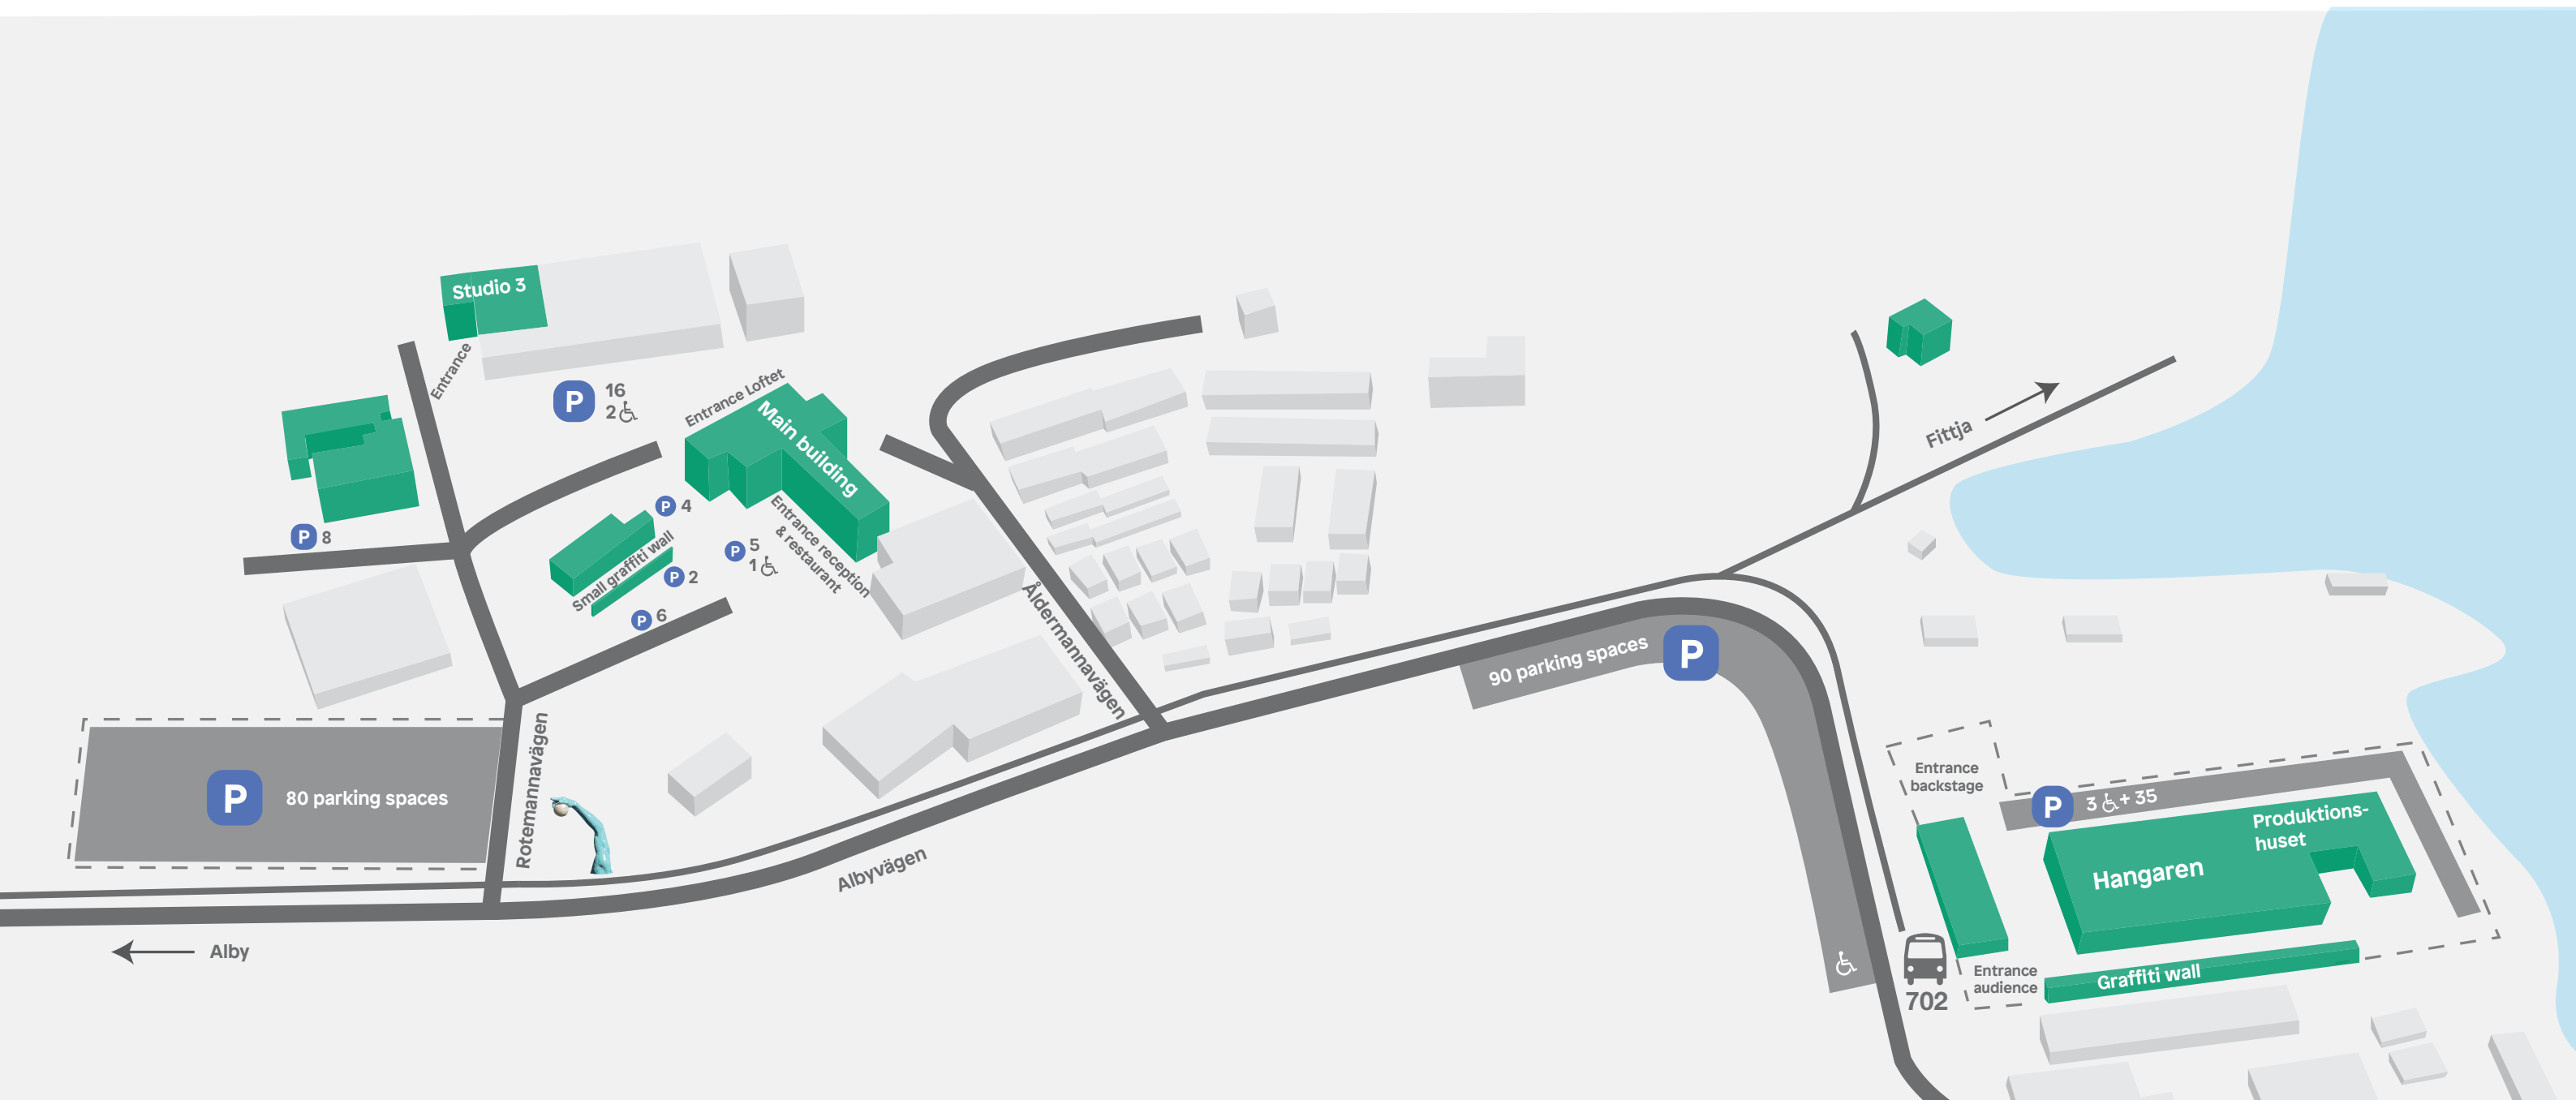 Studio 3
Entrance
P 16
2
Entrance Loftet
Main building
P 8
P 4
Small graffiti wall
P 2
P 5
1
P 6
Entrance reception
& restaurant
Åldermannavägen
Fittja
90 parking spaces P
P 80 parking spaces
Rotemannavägen
Albyvägen
Alby
Entrance
backstage
P 3 + 35
Produktions-
huset
Hangaren
Graffiti wall
Entrance
audience
702